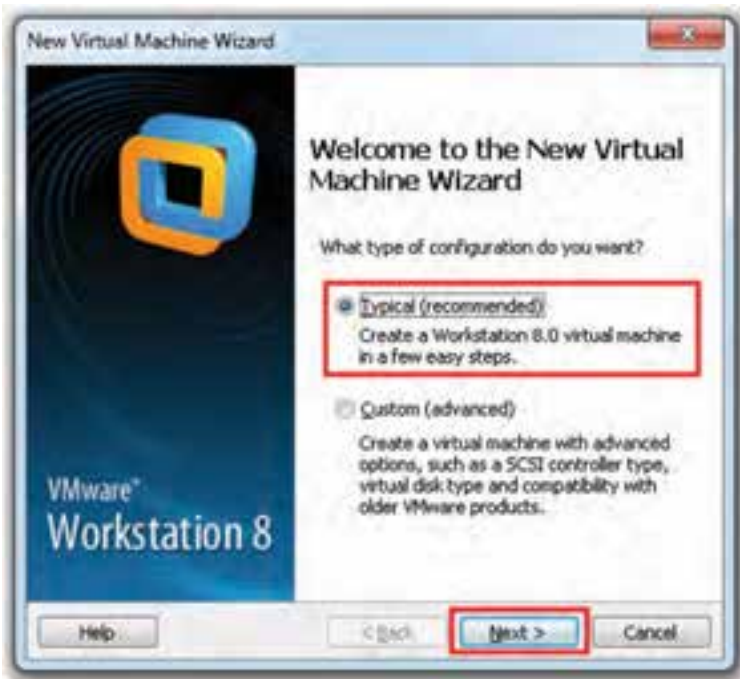 New Virtual Machine Wizard
Welcome to the New Virtual
Machine Wizard
What type of configuration do you want?
Typical (recommended)
Create a Workstation 8.0 virtual machine
in a few easy steps.
Custom (advanced)
Create a virtual machine with advanced
options, such as a SCSI controller type,
virtual disk type and compatibility with
older VMware products.
VMware®
Workstation 8
Help
< Back
Next >
Cancel